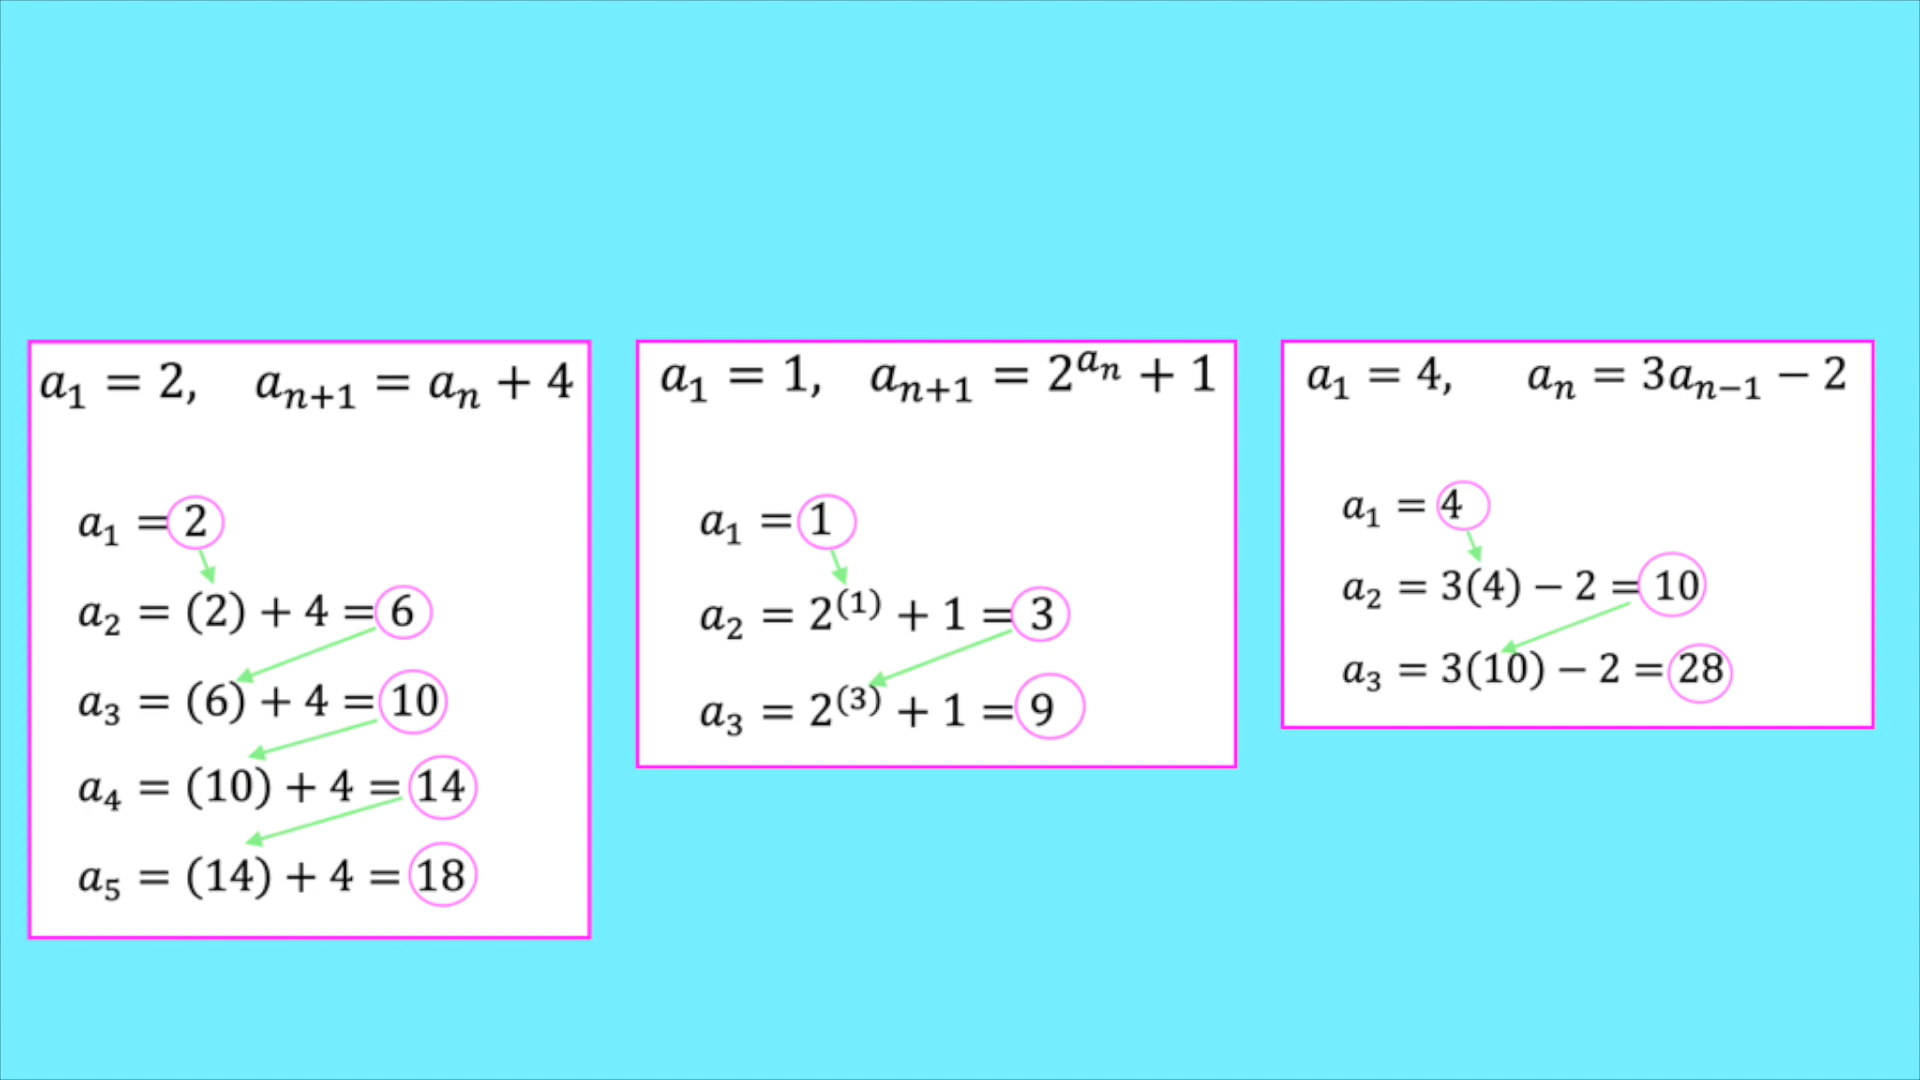 a₁ = 2, aₙ₊₁ = aₙ + 4
a₁ = 2
a₂ = (2) + 4 = 6
a₃ = (6) + 4 = 10
a₄ = (10) + 4 = 14
a₅ = (14) + 4 = 18
a₁ = 1, aₙ₊₁ = 2^{aₙ} + 1
a₁ = 1
a₂ = 2⁽¹⁾ + 1 = 3
a₃ = 2⁽³⁾ + 1 = 9
a₁ = 4, aₙ = 3aₙ₋₁ − 2
a₁ = 4
a₂ = 3(4) − 2 = 10
a₃ = 3(10) − 2 = 28